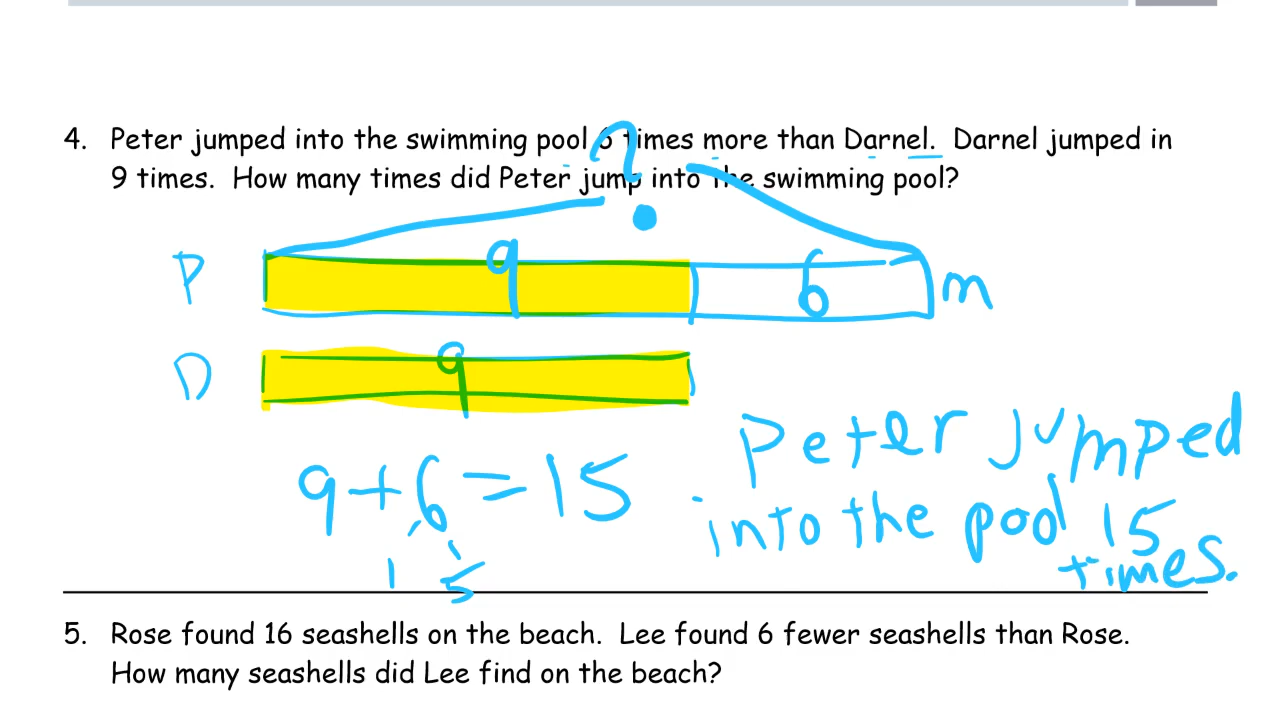 4. Peter jumped into the swimming pool 6 times more than Darnel. Darnel jumped in
9 times. How many times did Peter jump into the swimming pool?
?
P 9 6 m
D 9
9+6=15
1 5
Peter jumped
into the pool 15
times.
5. Rose found 16 seashells on the beach. Lee found 6 fewer seashells than Rose.
How many seashells did Lee find on the beach?